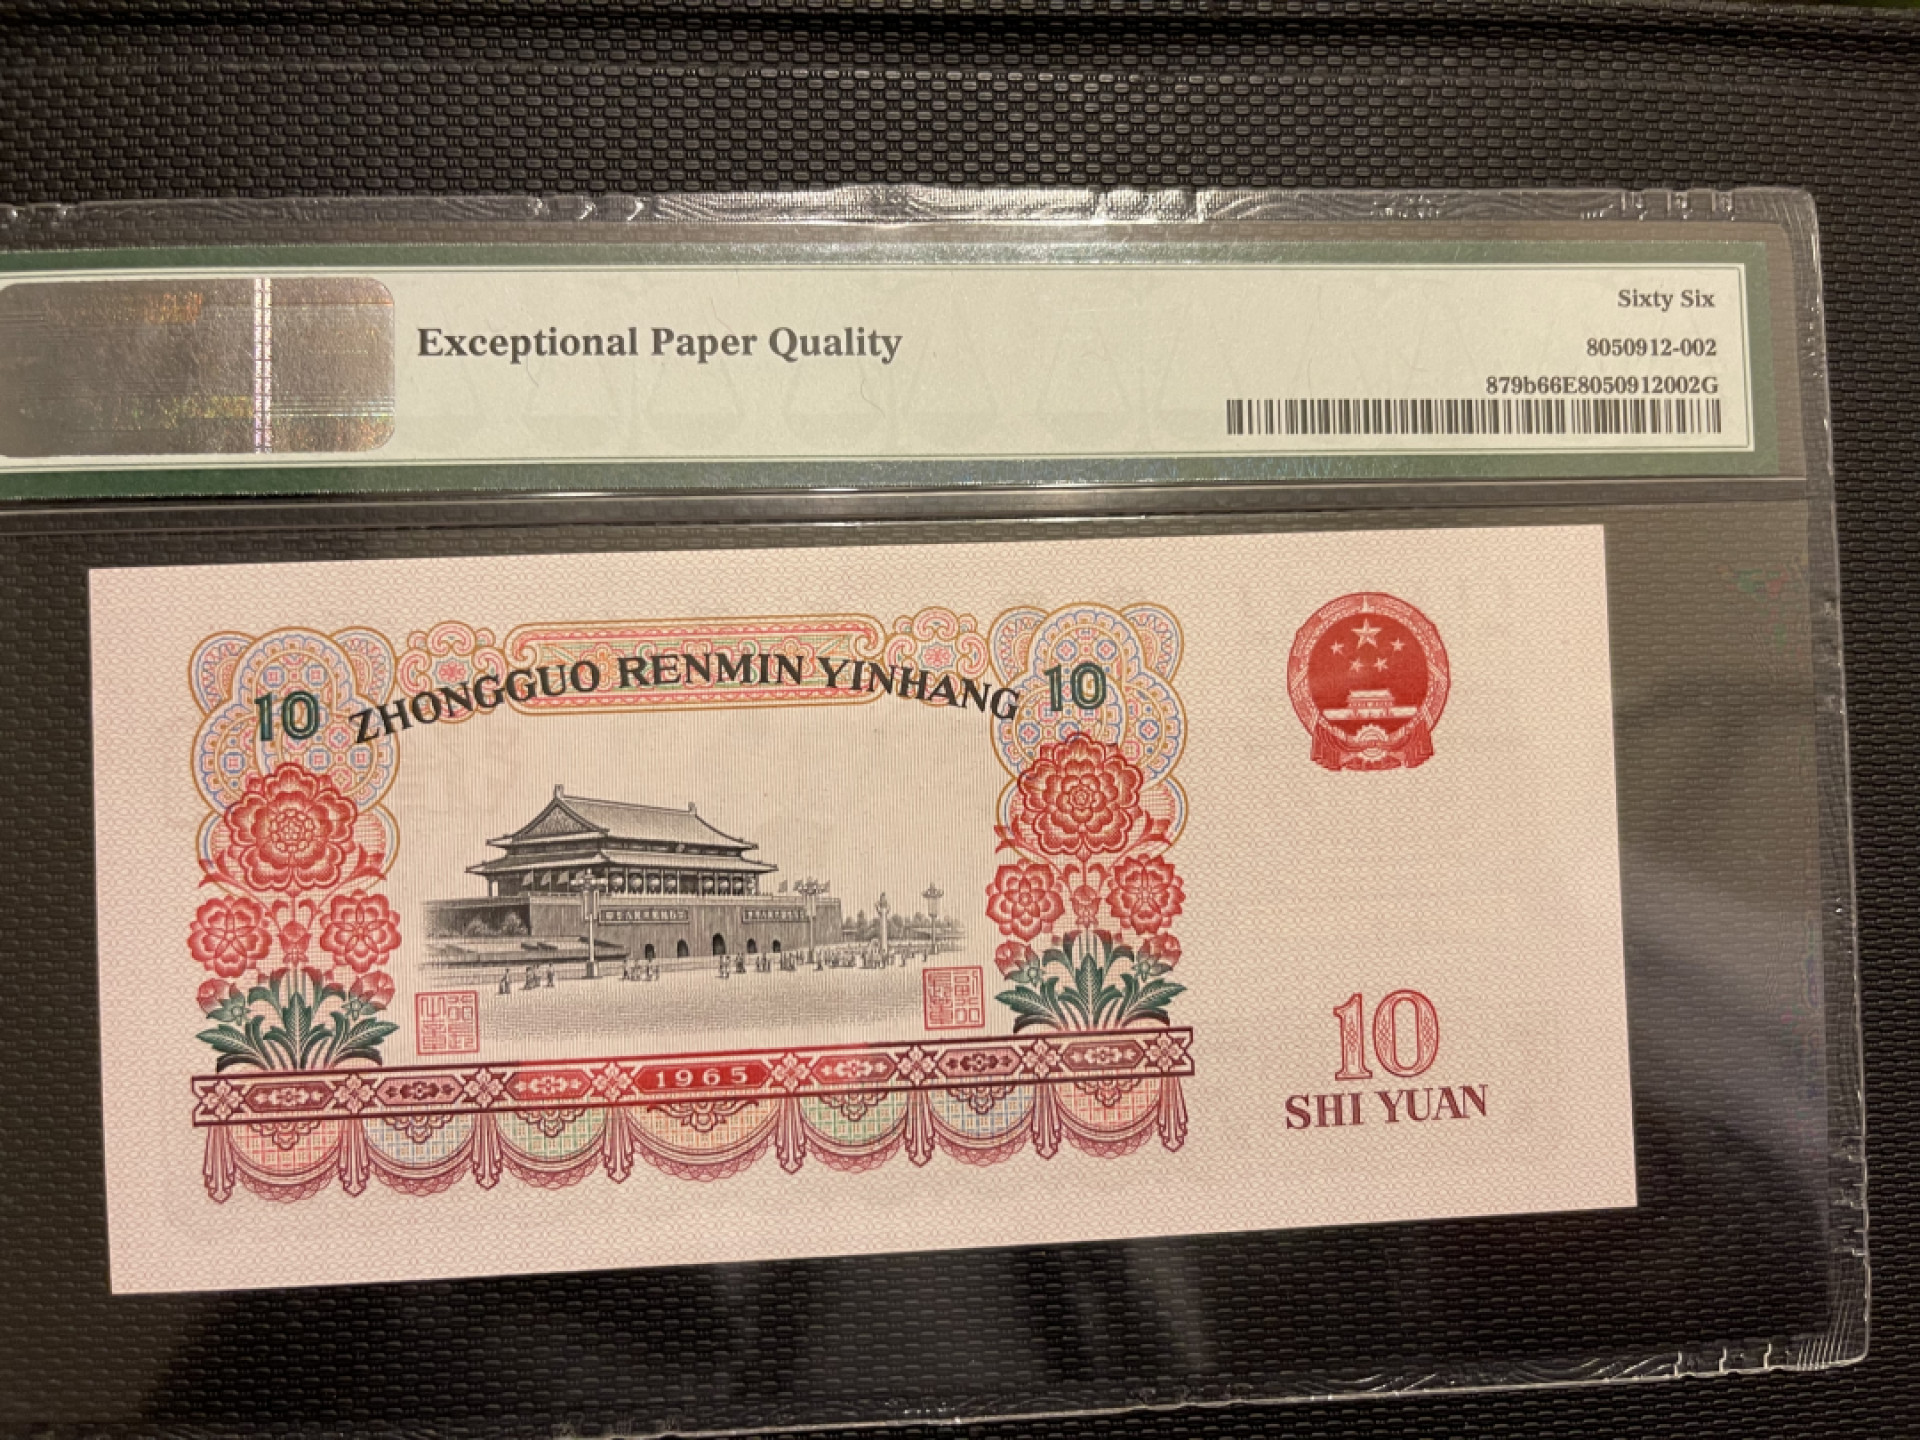 Sixty Six
Exceptional Paper Quality
8050912-002
879b66E8050912002G
10 ZHONGGUO RENMIN YINHANG 10
1965
10
SHI YUAN